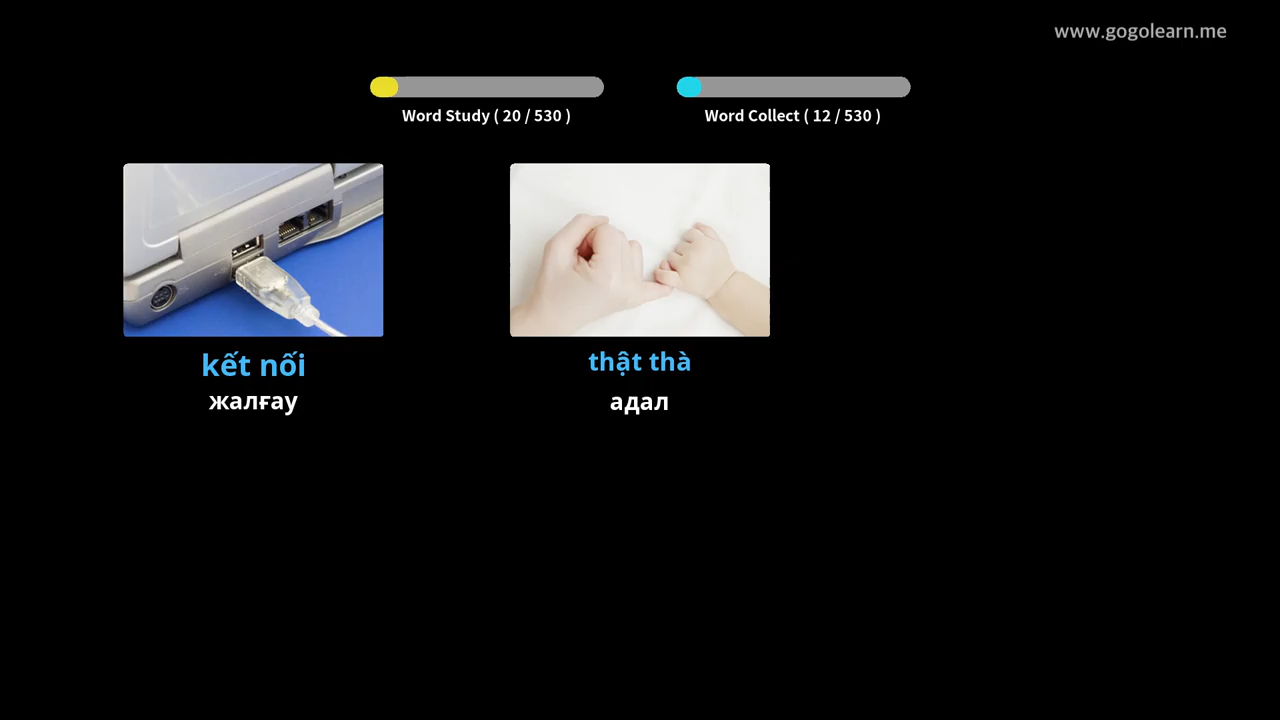 www.gogolearn.me
Word Study ( 20 / 530 )
Word Collect ( 12 / 530 )
kết nối
жалғау
thật thà
адал